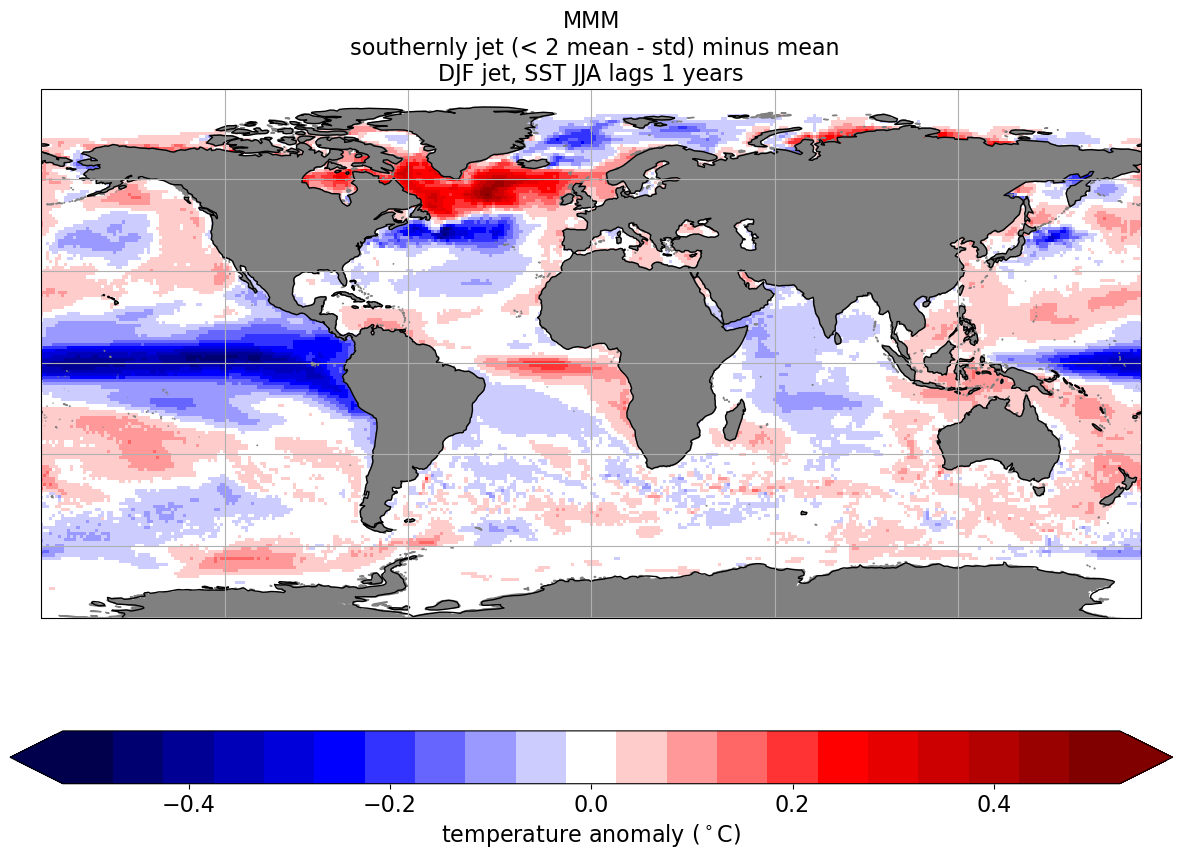 MMM
southernly jet (< 2 mean - std) minus mean
DJF jet, SST JJA lags 1 years
−0.4 −0.2 0.0 0.2 0.4
temperature anomaly (°C)